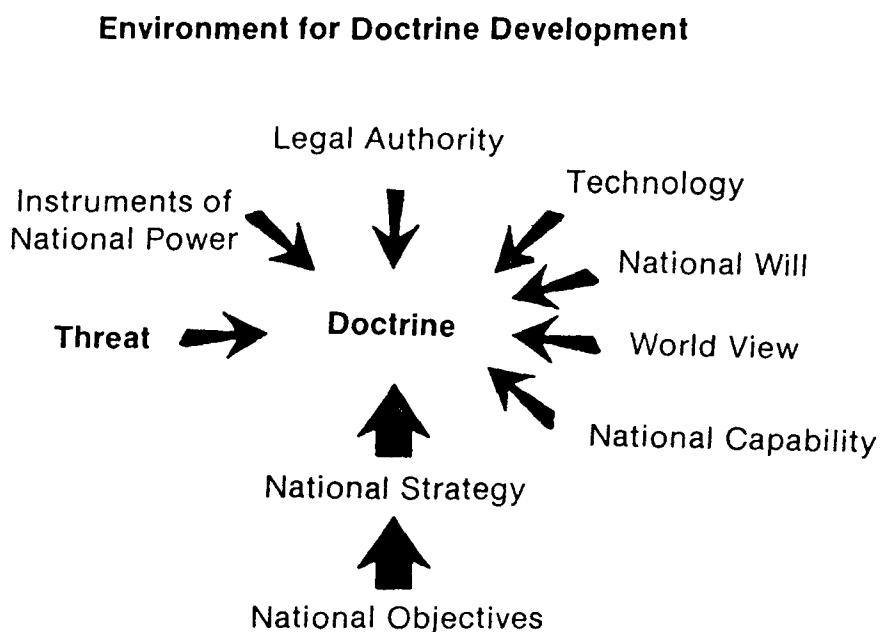 Environment for Doctrine Development
Legal Authority
Technology
Instruments of
National Power
National Will
Threat
Doctrine
World View
National Capability
National Strategy
National Objectives